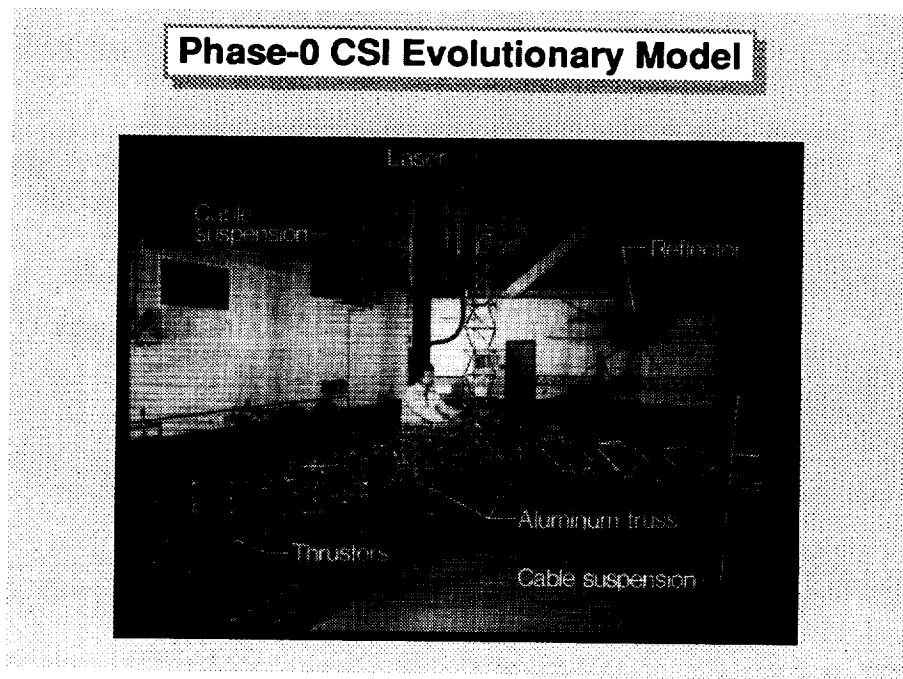 Phase-0 CSI Evolutionary Model
Laser
Cable
suspension
Reflector
Aluminum truss
Thrustors
Cable suspension